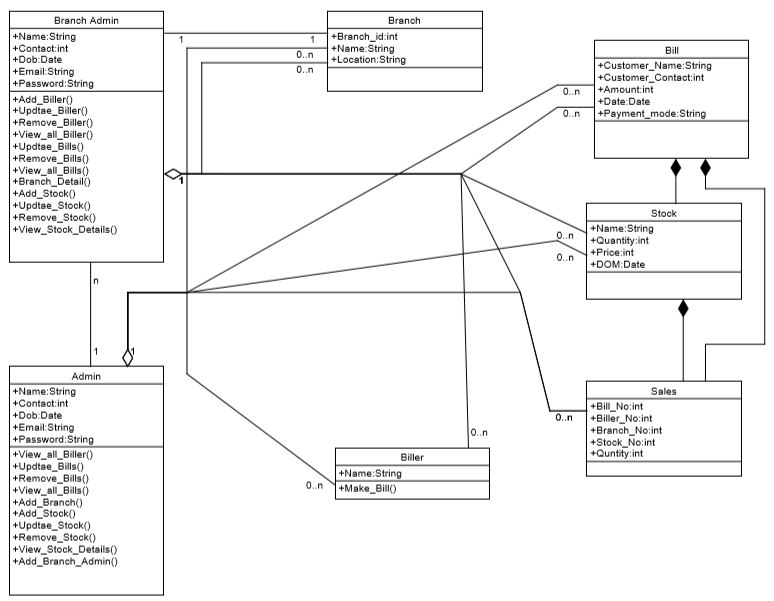 Branch Admin
+Name:String
+Contact:int
+Dob:Date
+Email:String
+Password:String
+Add_Biller()
+Updtae_Biller()
+Remove_Biller()
+View_all_Biller()
+Updtae_Bills()
+Remove_Bills()
+View_all_Bills()
+Branch_Detail()
+Add_Stock()
+Updtae_Stock()
+Remove_Stock()
+View_Stock_Details()
1
1
0..n
0..n
Branch
+Branch_id:int
+Name:String
+Location:String
Bill
+Customer_Name:String
+Customer_Contact:int
+Amount:int
+Date:Date
+Payment_mode:String
0..n
0..n
1
Stock
+Name:String
+Quantity:int
+Price:int
+DOM:Date
0..n
0..n
n
1
1
Admin
+Name:String
+Contact:int
+Dob:Date
+Email:String
+Password:String
+View_all_Biller()
+Updtae_Bills()
+Remove_Bills()
+View_all_Bills()
+Add_Branch()
+Add_Stock()
+Updtae_Stock()
+Remove_Stock()
+View_Stock_Details()
+Add_Branch_Admin()
Sales
+Bill_No:int
+Biller_No:int
+Branch_No:int
+Stock_No:int
+Quntity:int
0..n
0..n
Biller
+Name:String
+Make_Bill()
0..n